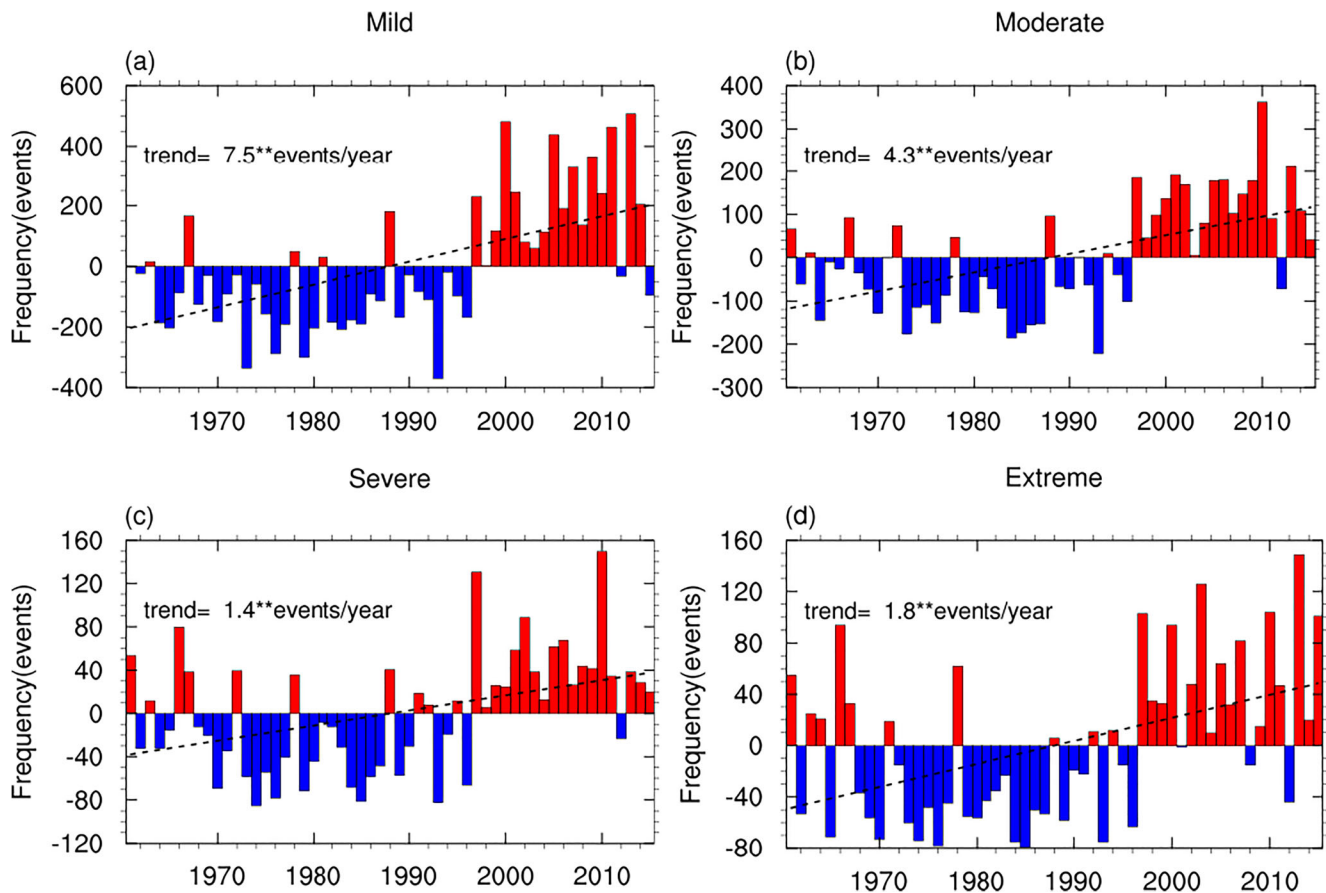 Mild
(a)
Frequency(events)
600
400
200
0
-200
-400
trend= 7.5**events/year
1970 1980 1990 2000 2010
Moderate
(b)
Frequency(events)
400
300
200
100
0
-100
-200
-300
trend= 4.3**events/year
1970 1980 1990 2000 2010
Severe
(c)
Frequency(events)
160
120
80
40
0
-40
-80
-120
trend= 1.4**events/year
1970 1980 1990 2000 2010
Extreme
(d)
Frequency(events)
160
120
80
40
0
-40
-80
trend= 1.8**events/year
1970 1980 1990 2000 2010